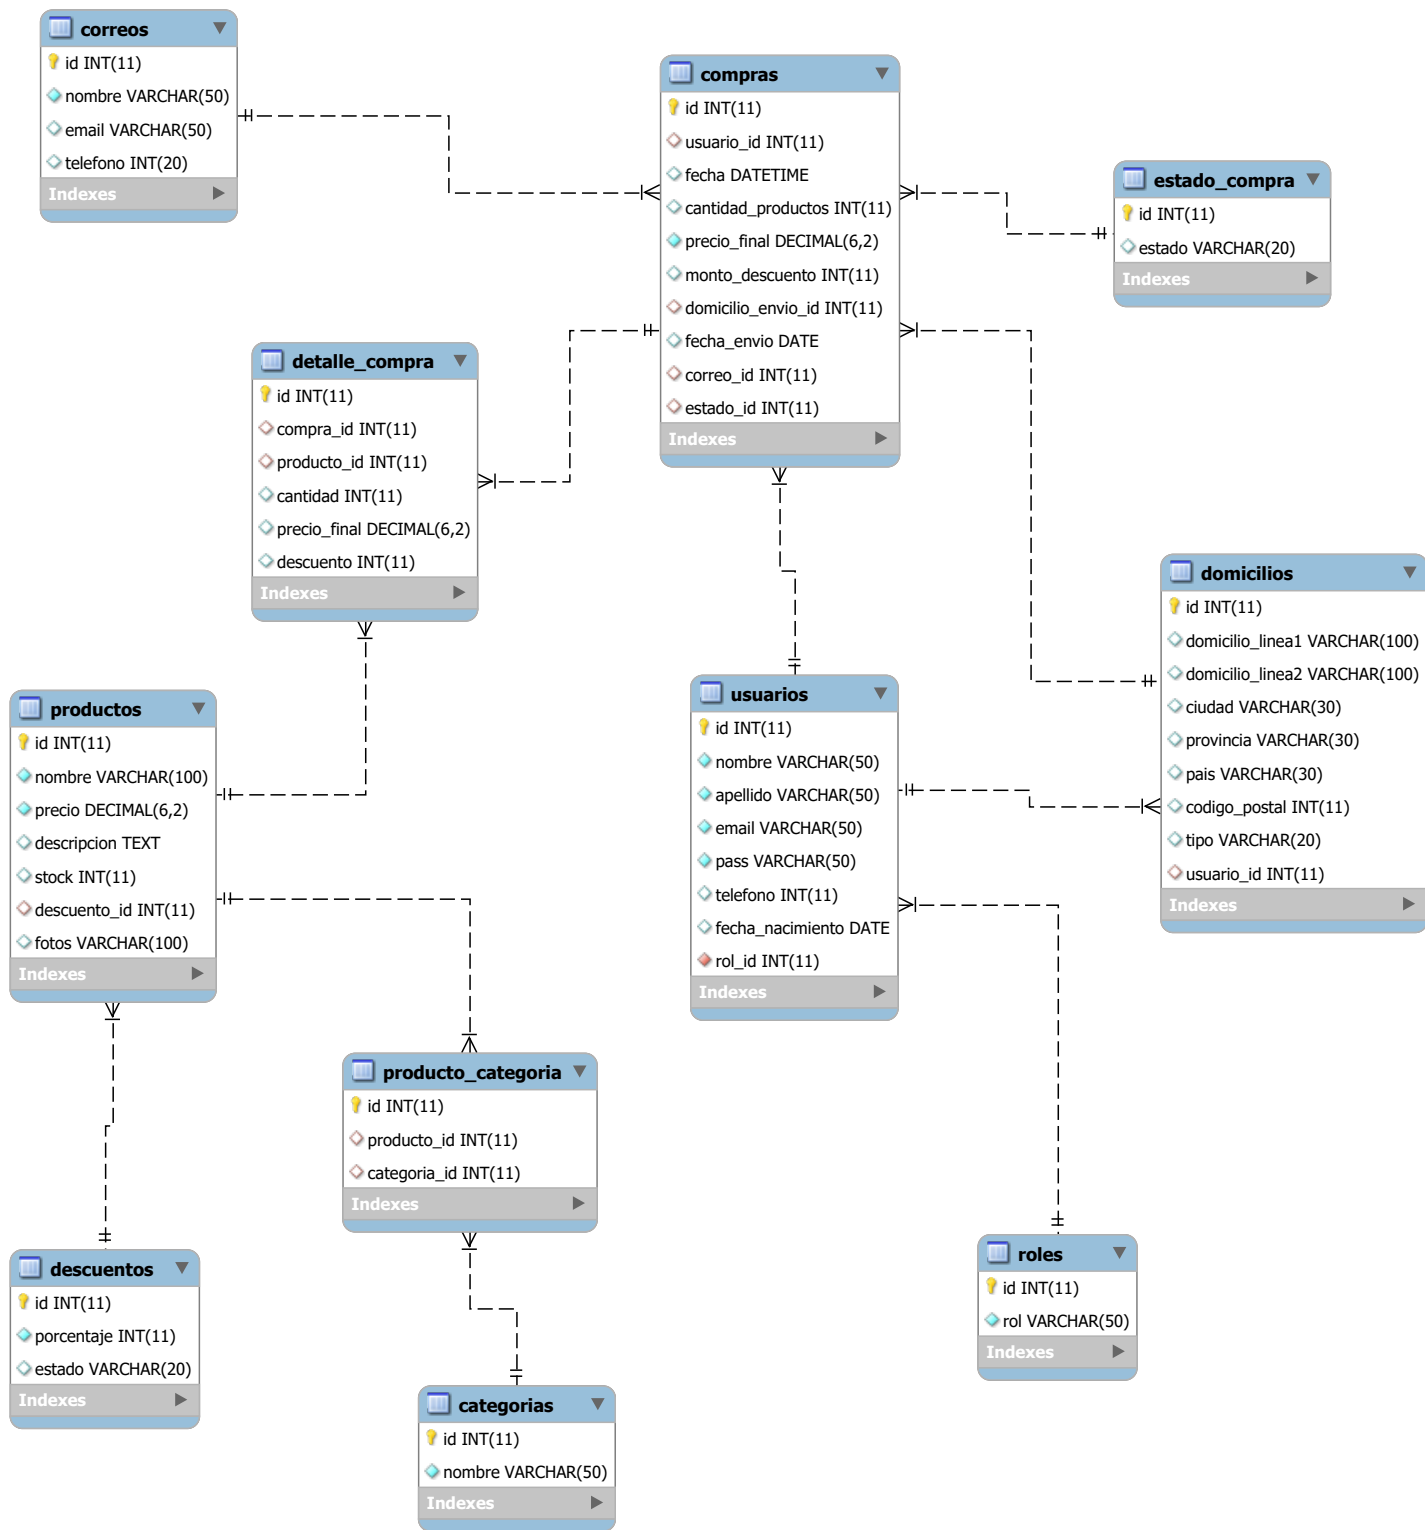 correos
id INT(11)
nombre VARCHAR(50)
email VARCHAR(50)
telefono INT(20)
Indexes
compras
id INT(11)
usuario_id INT(11)
fecha DATETIME
cantidad_productos INT(11)
precio_final DECIMAL(6,2)
monto_descuento INT(11)
domicilio_envio_id INT(11)
fecha_envio DATE
correo_id INT(11)
estado_id INT(11)
Indexes
estado_compra
id INT(11)
estado VARCHAR(20)
Indexes
detalle_compra
id INT(11)
compra_id INT(11)
producto_id INT(11)
cantidad INT(11)
precio_final DECIMAL(6,2)
descuento INT(11)
Indexes
domicilios
id INT(11)
domicilio_linea1 VARCHAR(100)
domicilio_linea2 VARCHAR(100)
ciudad VARCHAR(30)
provincia VARCHAR(30)
pais VARCHAR(30)
codigo_postal INT(11)
tipo VARCHAR(20)
usuario_id INT(11)
Indexes
usuarios
id INT(11)
nombre VARCHAR(50)
apellido VARCHAR(50)
email VARCHAR(50)
pass VARCHAR(50)
telefono INT(11)
fecha_nacimiento DATE
rol_id INT(11)
Indexes
productos
id INT(11)
nombre VARCHAR(100)
precio DECIMAL(6,2)
descripcion TEXT
stock INT(11)
descuento_id INT(11)
fotos VARCHAR(100)
Indexes
producto_categoria
id INT(11)
producto_id INT(11)
categoria_id INT(11)
Indexes
roles
id INT(11)
rol VARCHAR(50)
Indexes
descuentos
id INT(11)
porcentaje INT(11)
estado VARCHAR(20)
Indexes
categorias
id INT(11)
nombre VARCHAR(50)
Indexes